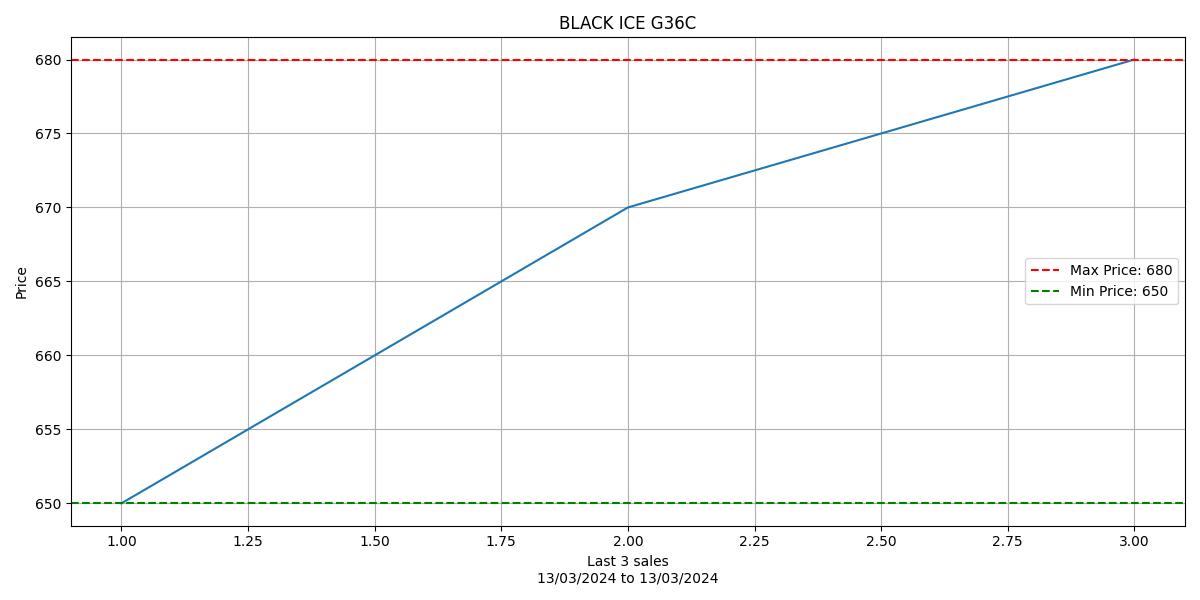 BLACK ICE G36C
Price
680
675
670
665
660
655
650
Max Price: 680
Min Price: 650
1.00 1.25 1.50 1.75 2.00 2.25 2.50 2.75 3.00
Last 3 sales
13/03/2024 to 13/03/2024